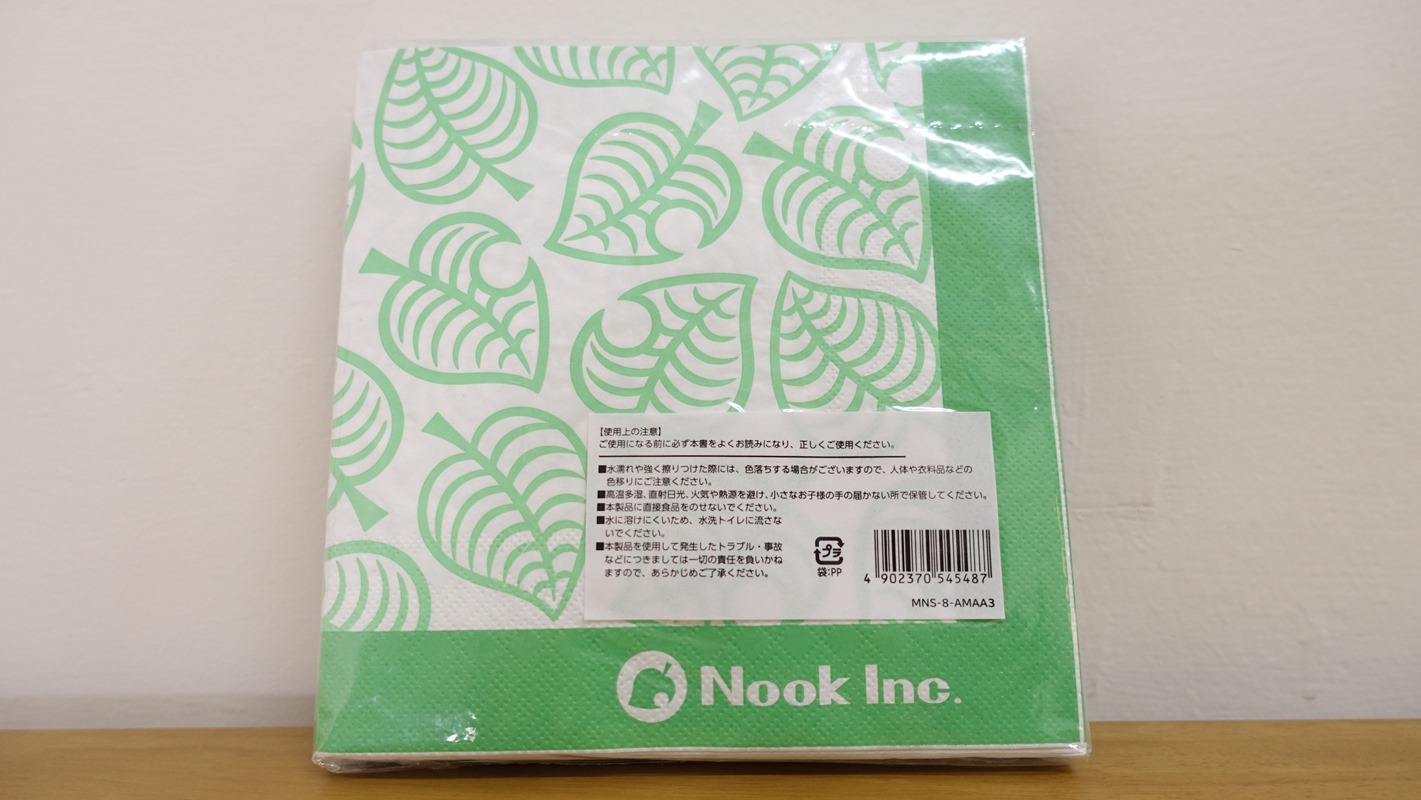 【使用上の注意】
ご使用になる前に必ず本書をよくお読みになり、正しくご使用ください。
■水濡れや強く擦りつけた際には、色落ちする場合がございますので、人体や衣料品などの
色移りにご注意ください。
■高温多湿、直射日光、火気や熱源を避け、小さなお子様の手の届かない所で保管してください。
■本製品に直接食品をのせないでください。
■水に溶けにくいため、水洗トイレに流さな
いでください。
■本製品を使用して発生したトラブル・事故
などにつきましては一切の責任を負いかね
ますので、あらかじめご了承ください。
プラ
袋:PP
4 902370 545487
MNS-8-AMAA3
Nook Inc.